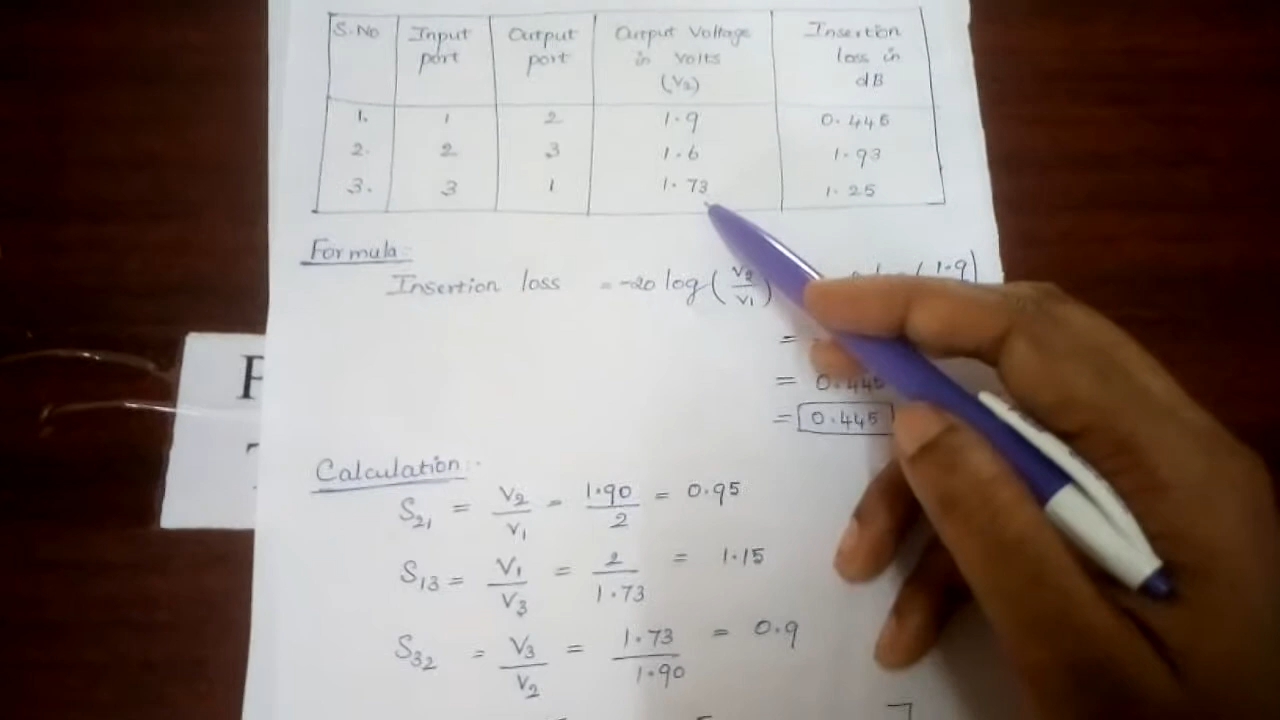 S.No Input port Output port Output Voltage in Volts (V2) Insertion loss in dB
1. 1 2 1.9 0.445
2. 2 3 1.6 1.93
3. 3 1 1.73 1.25
Formula:
Insertion loss = -20 log (V2/V1)
1.9
=
= 0.445
= 0.445
Calculation:
S21 = V2/V1 = 1.90/2 = 0.95
S13 = V1/V3 = 2/1.73 = 1.15
S32 = V3/V2 = 1.73/1.90 = 0.9